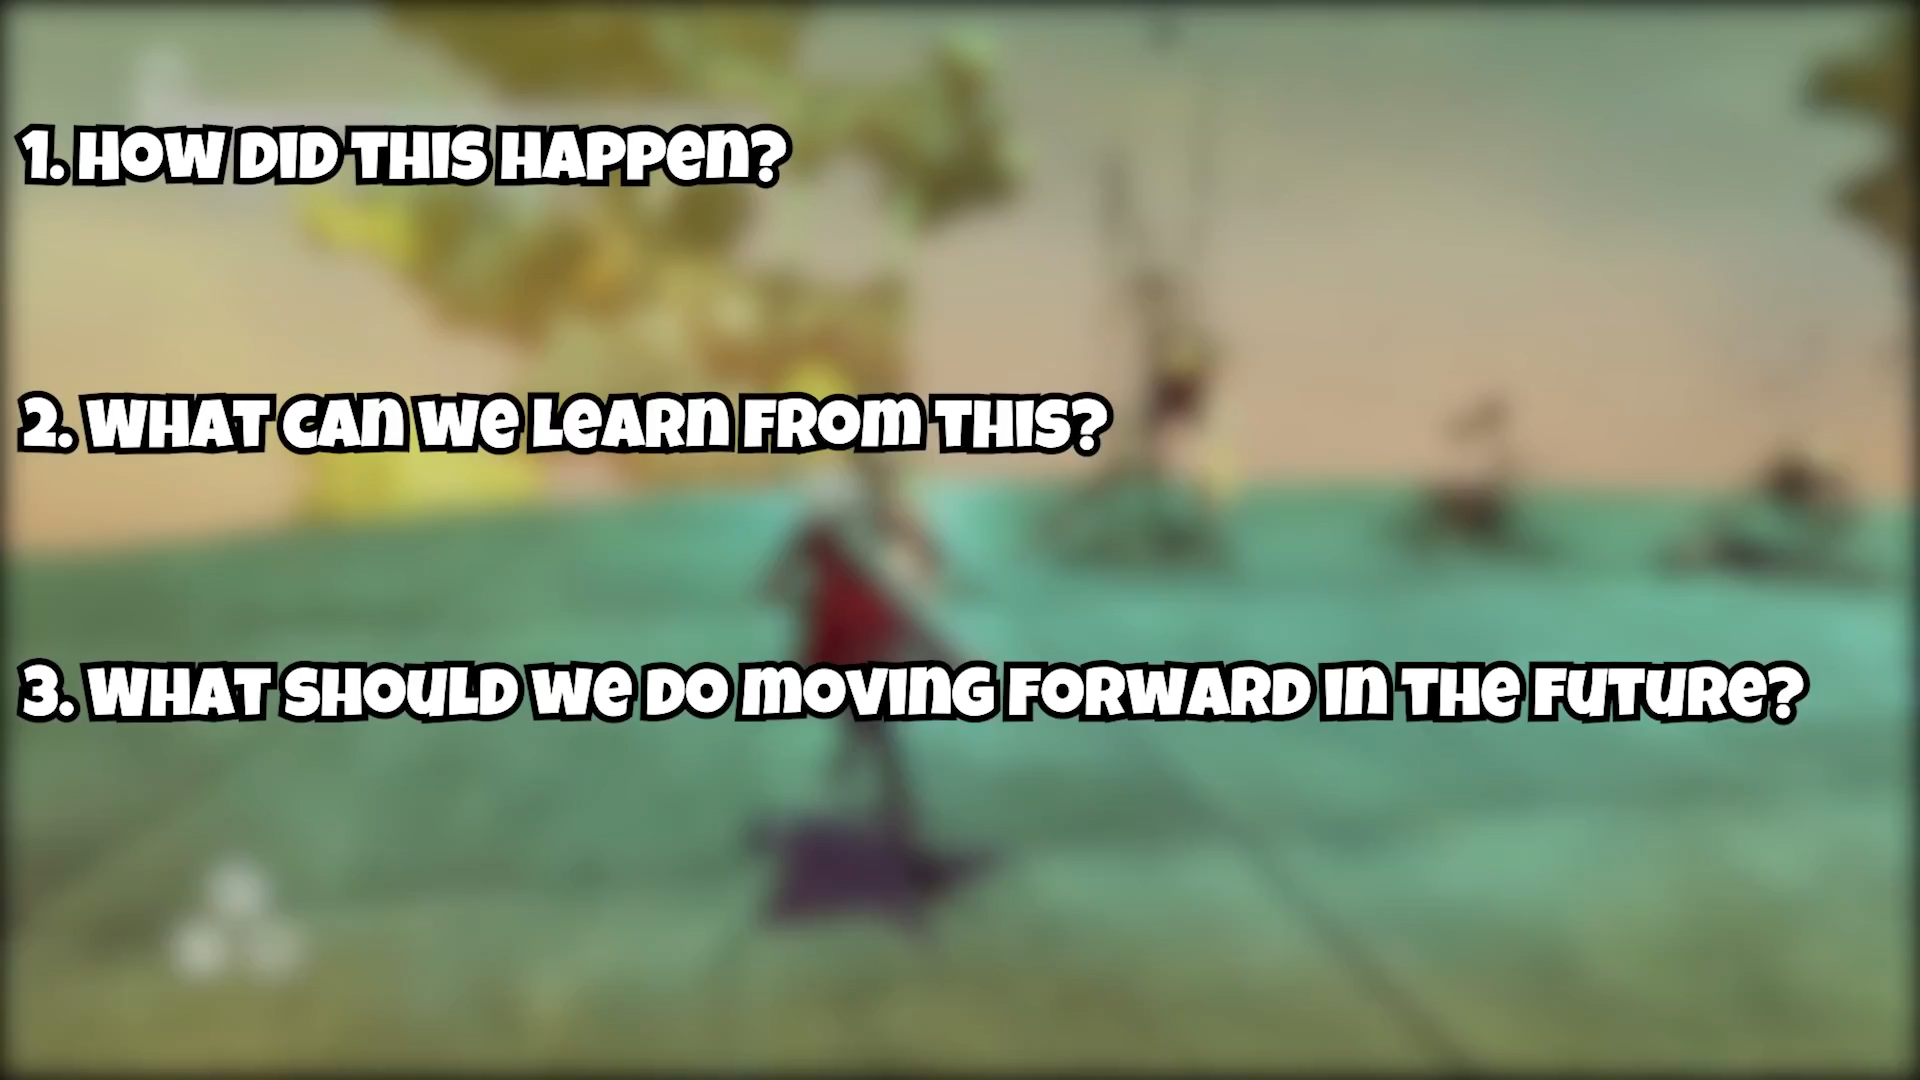 1. How did this happen?
2. What can we learn from this?
3. What should we do moving forward in the future?